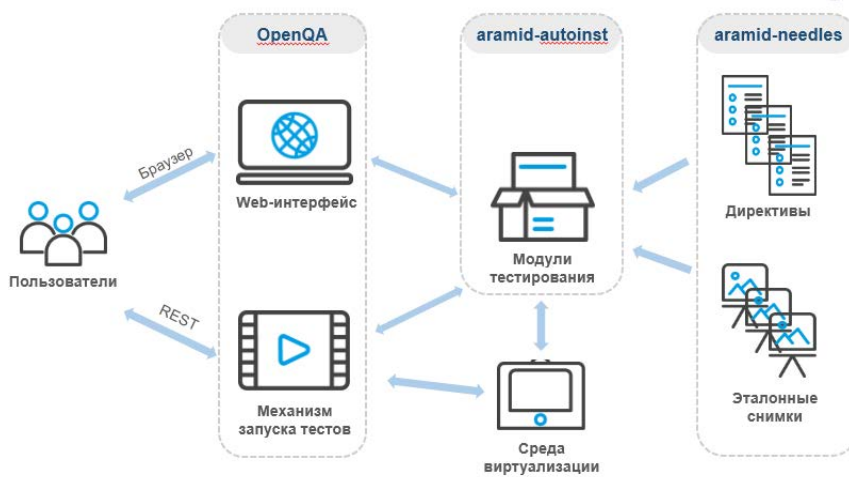 OpenQA
aramid-autoinst
aramid-needles
Браузер
Web-интерфейс
Директивы
Модули
тестирования
Пользователи
REST
Механизм
запуска тестов
Среда
виртуализации
Эталонные
снимки